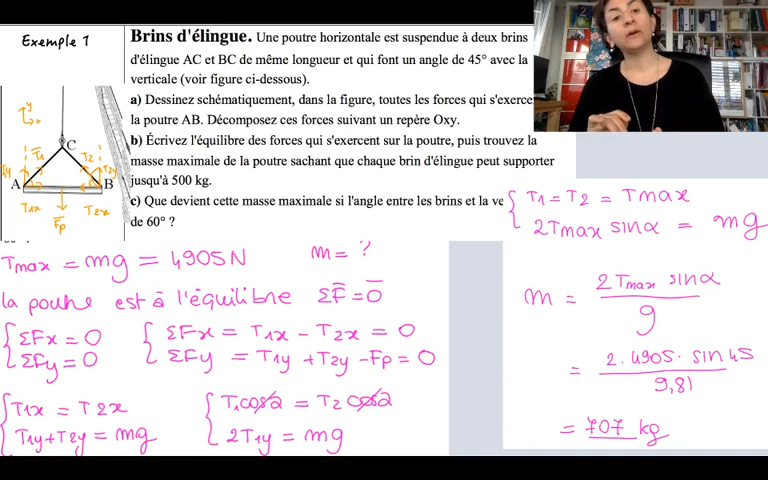 Exemple 1
Brins d'élingue. Une poutre horizontale est suspendue à deux brins
d'élingue AC et BC de même longueur et qui font un angle de 45° avec la
verticale (voir figure ci-dessous).
a) Dessinez schématiquement, dans la figure, toutes les forces qui s'exercent
la poutre AB. Décomposez ces forces suivant un repère Oxy.
b) Écrivez l'équilibre des forces qui s'exercent sur la poutre, puis trouvez la
masse maximale de la poutre sachant que chaque brin d'élingue peut supporter
jusqu'à 500 kg.
c) Que devient cette masse maximale si l'angle entre les brins et la ve
de 60° ?
y
x
C
T1 T2
T1y T2y
A B
T1x T2x
Fp
Tmax = mg = 4905N m = ?
la poutre est à l'équilibre ΣF̄ = 0̄
{ ΣFx = 0
ΣFy = 0
{ ΣFx = T1x - T2x = 0
ΣFy = T1y + T2y - Fp = 0
{ T1x = T2x
T1y + T2y = mg
{ T1 cosα = T2 cosα
2T1y = mg
{ T1 = T2 = Tmax
2Tmax sinα = mg
m = 2Tmax sinα / g
= 2. 4905. sin 45 / 9,81
= 707 kg